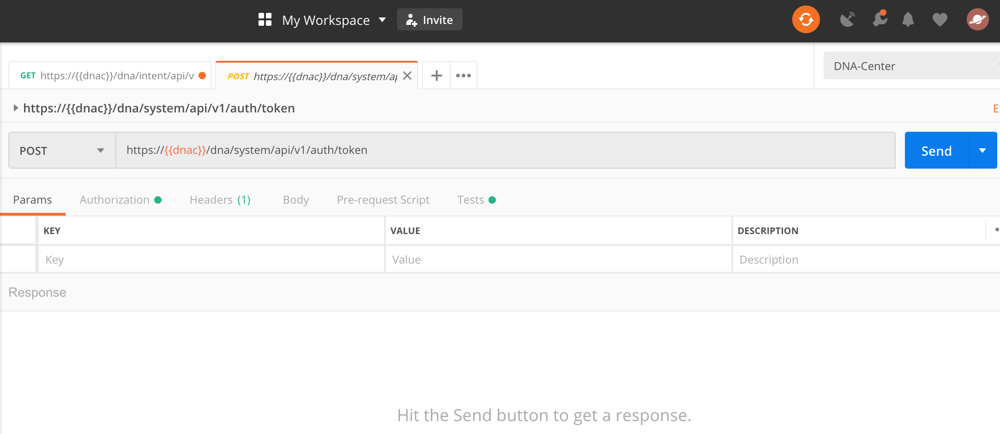 My Workspace Invite
GET https://{{dnac}}/dna/intent/api/v POST https://{{dnac}}/dna/system/ap DNA-Center
https://{{dnac}}/dna/system/api/v1/auth/token
POST https://{{dnac}}/dna/system/api/v1/auth/token Send
Params Authorization Headers (1) Body Pre-request Script Tests
KEY VALUE DESCRIPTION
Key Value Description
Response
Hit the Send button to get a response.